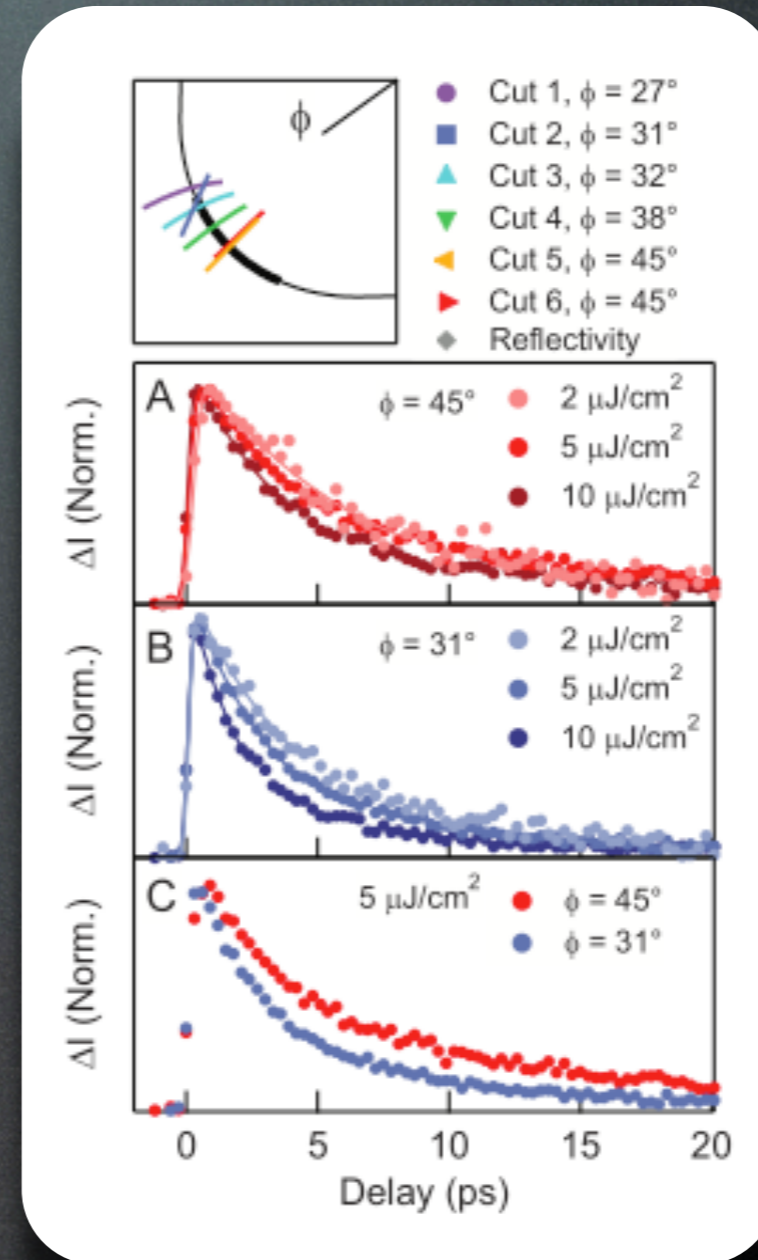 ϕ
Cut 1, ϕ = 27°
Cut 2, ϕ = 31°
Cut 3, ϕ = 32°
Cut 4, ϕ = 38°
Cut 5, ϕ = 45°
Cut 6, ϕ = 45°
Reflectivity
A
ϕ = 45°
2 μJ/cm²
5 μJ/cm²
10 μJ/cm²
ΔI (Norm.)
B
ϕ = 31°
2 μJ/cm²
5 μJ/cm²
10 μJ/cm²
ΔI (Norm.)
C
5 μJ/cm²
ϕ = 45°
ϕ = 31°
ΔI (Norm.)
0 5 10 15 20
Delay (ps)